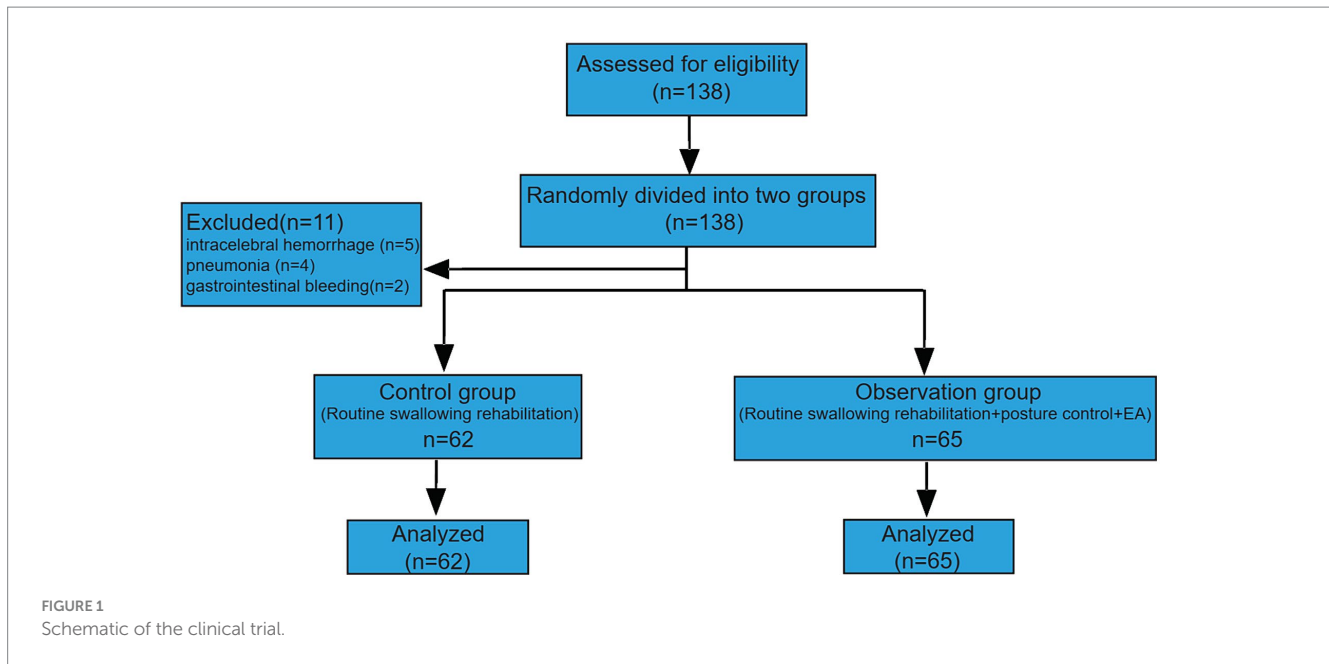 Assessed for eligibility
(n=138)
Randomly divided into two groups
(n=138)
Excluded(n=11)
intracelebral hemorrhage (n=5)
pneumonia (n=4)
gastrointestinal bleeding(n=2)
Control group
(Routine swallowing rehabilitation)
n=62
Observation group
(Routine swallowing rehabilitation+posture control+EA)
n=65
Analyzed
(n=62)
Analyzed
(n=65)
FIGURE 1
Schematic of the clinical trial.